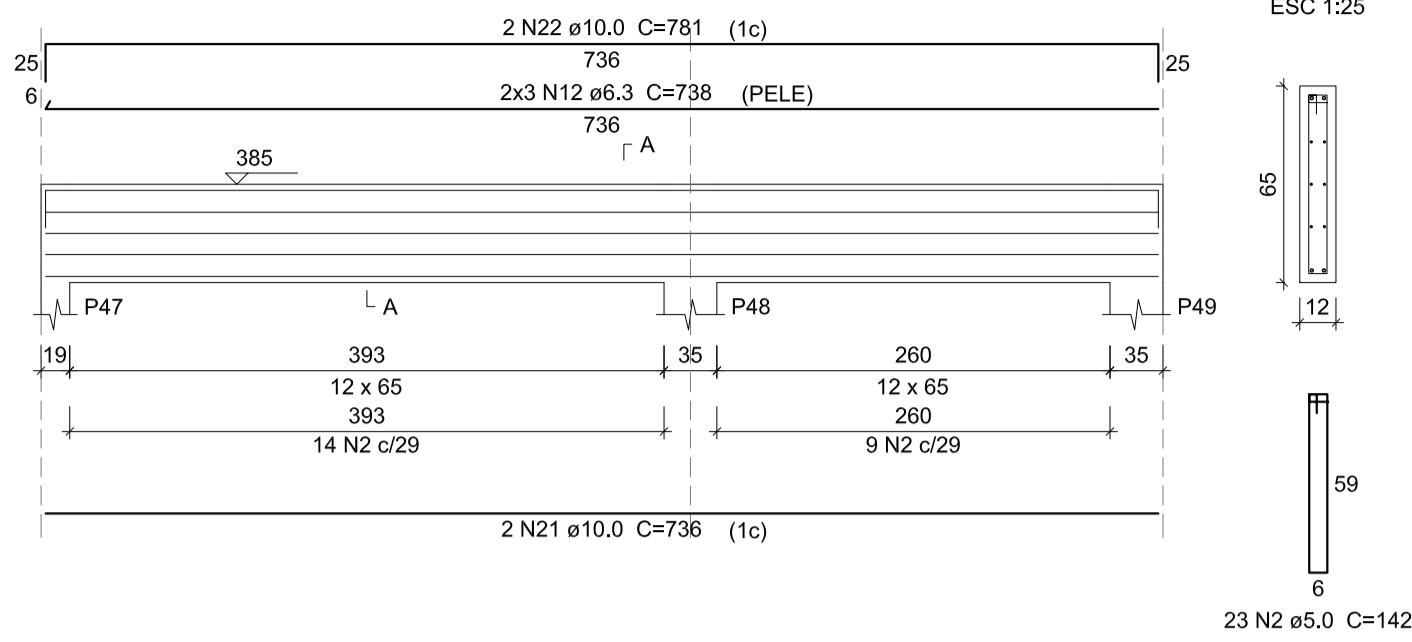 ESC 1:25
2 N22 ø10.0 C=781 (1c)
25
736
25
6
2x3 N12 ø6.3 C=738 (PELE)
736
A
385
65
A
P47
P48
P49
12
19
393
35
260
35
12 x 65
12 x 65
393
260
14 N2 c/29
9 N2 c/29
59
2 N21 ø10.0 C=736 (1c)
6
23 N2 ø5.0 C=142